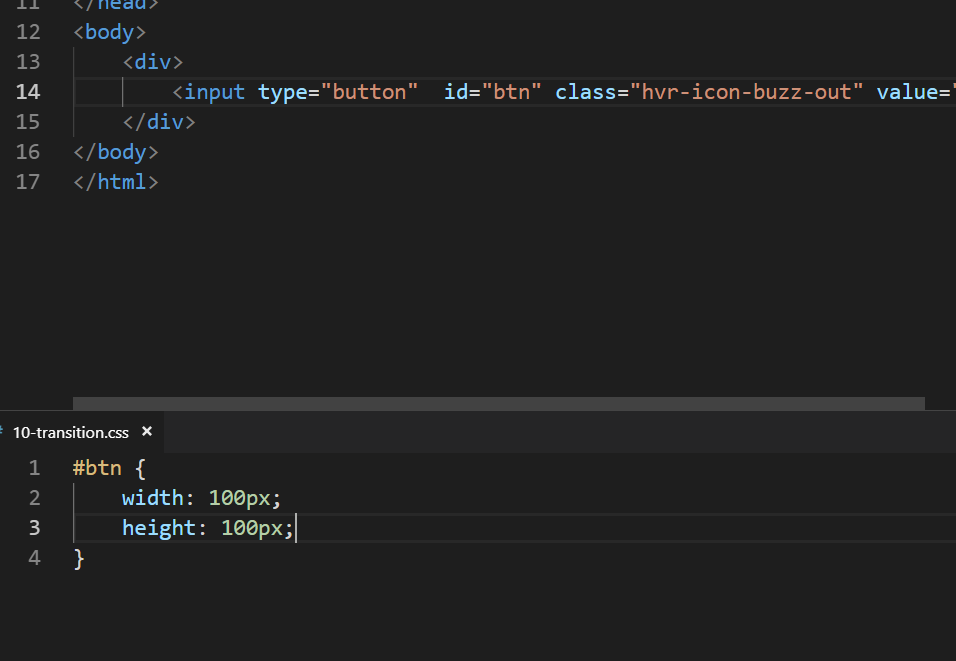 11 </head>
12 <body>
13 <div>
14 <input type="button"  id="btn" class="hvr-icon-buzz-out" value="
15 </div>
16 </body>
17 </html>
10-transition.css ×
1 #btn {
2 width: 100px;
3 height: 100px;
4 }